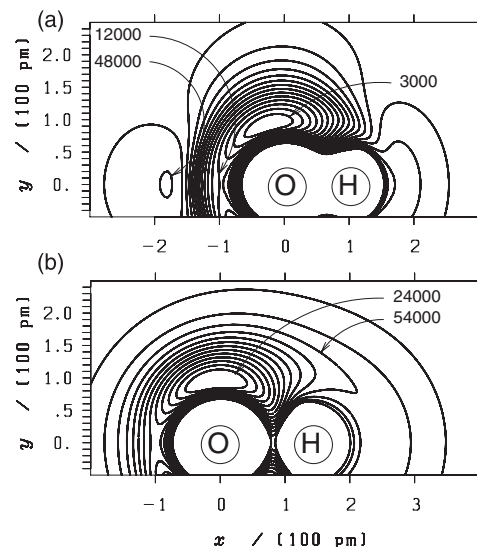 (a)
12000
48000
3000
2.0
1.5
1.0
.5
0.
y / (100 pm)
O H
-2 -1 0 1 2
(b)
24000
54000
2.0
1.5
1.0
.5
0.
y / (100 pm)
O H
-1 0 1 2 3
x / (100 pm)